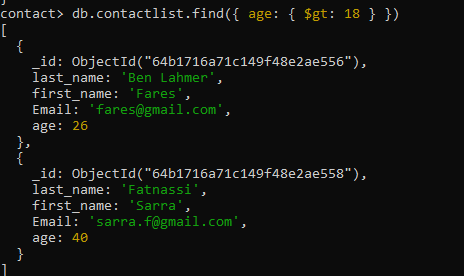 contact> db.contactlist.find({ age: { $gt: 18 } })
[
  {
    _id: ObjectId("64b1716a71c149f48e2ae556"),
    last_name: 'Ben Lahmer',
    first_name: 'Fares',
    Email: 'fares@gmail.com',
    age: 26
  },
  {
    _id: ObjectId("64b1716a71c149f48e2ae558"),
    last_name: 'Fatnassi',
    first_name: 'Sarra',
    Email: 'sarra.f@gmail.com',
    age: 40
  }
]